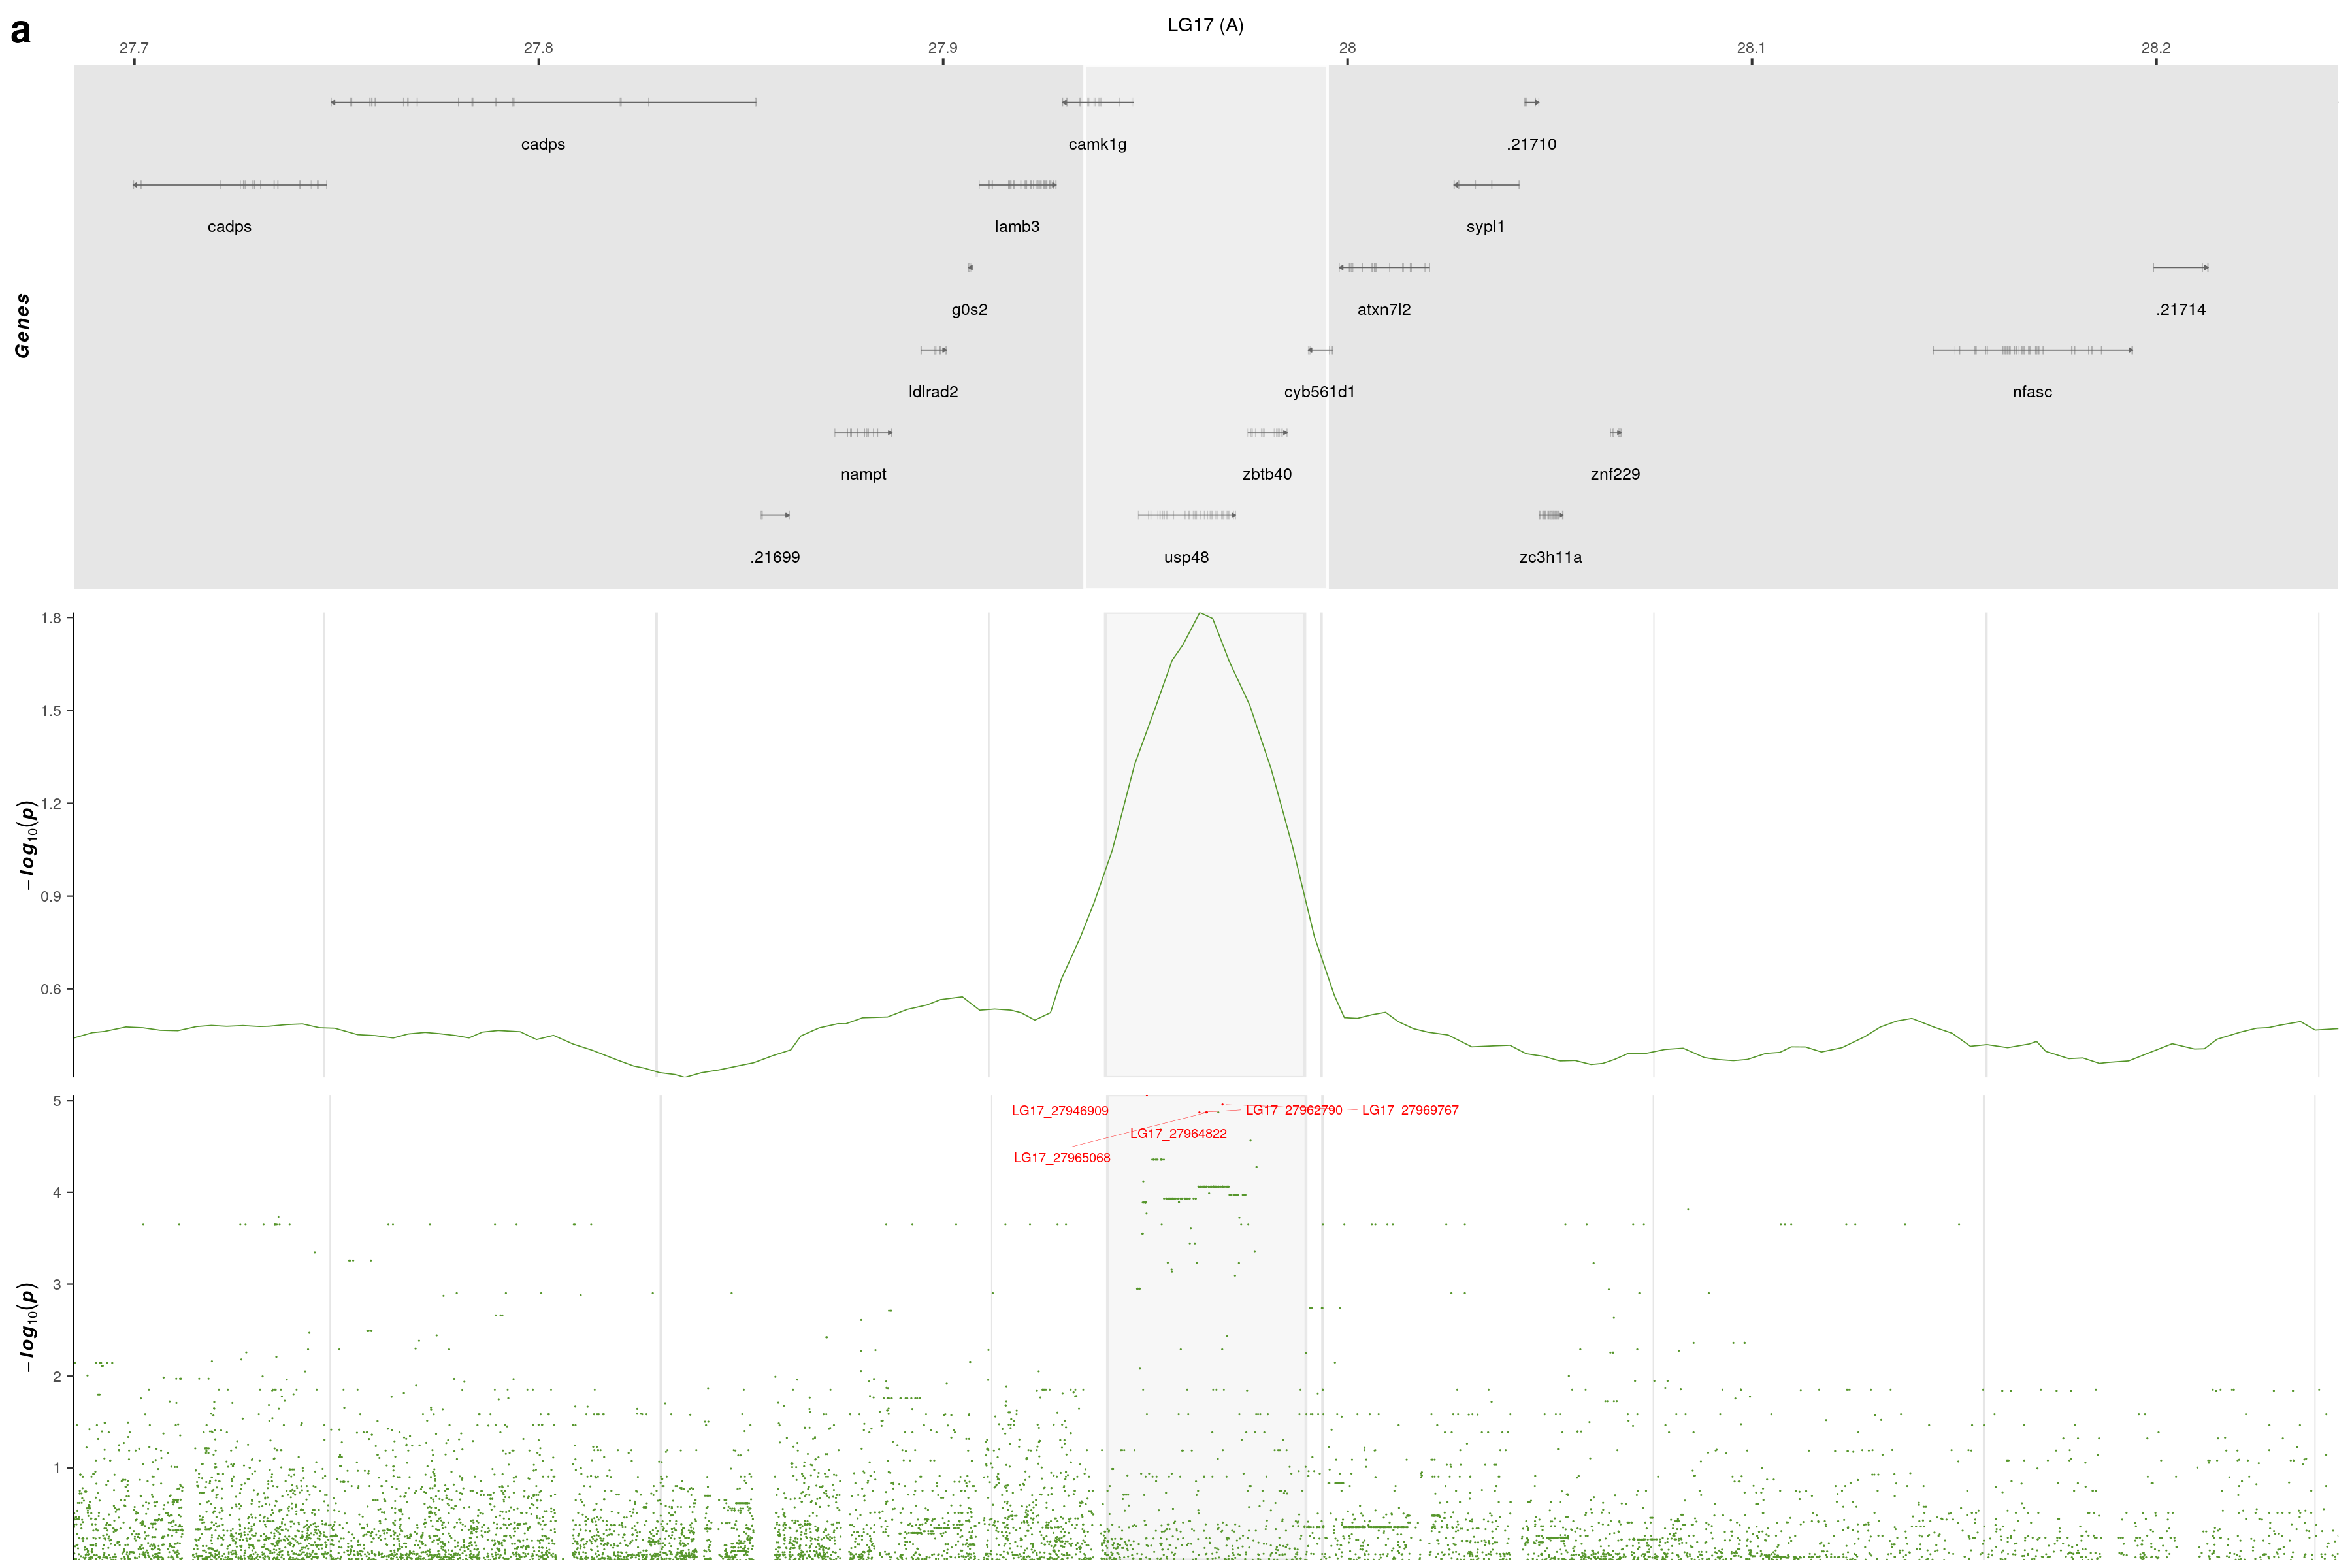 a
LG17 (A)
27.7 27.8 27.9 28 28.1 28.2
Genes
cadps camk1g .21710
cadps lamb3 sypl1
g0s2 atxn7l2 .21714
ldlrad2 cyb561d1 nfasc
nampt zbtb40 znf229
.21699 usp48 zc3h11a
1.8
1.5
1.2
0.9
0.6
−log10(p)
5
4
3
2
1
−log10(p)
LG17_27946909 LG17_27962790 LG17_27969767
LG17_27964822
LG17_27965068